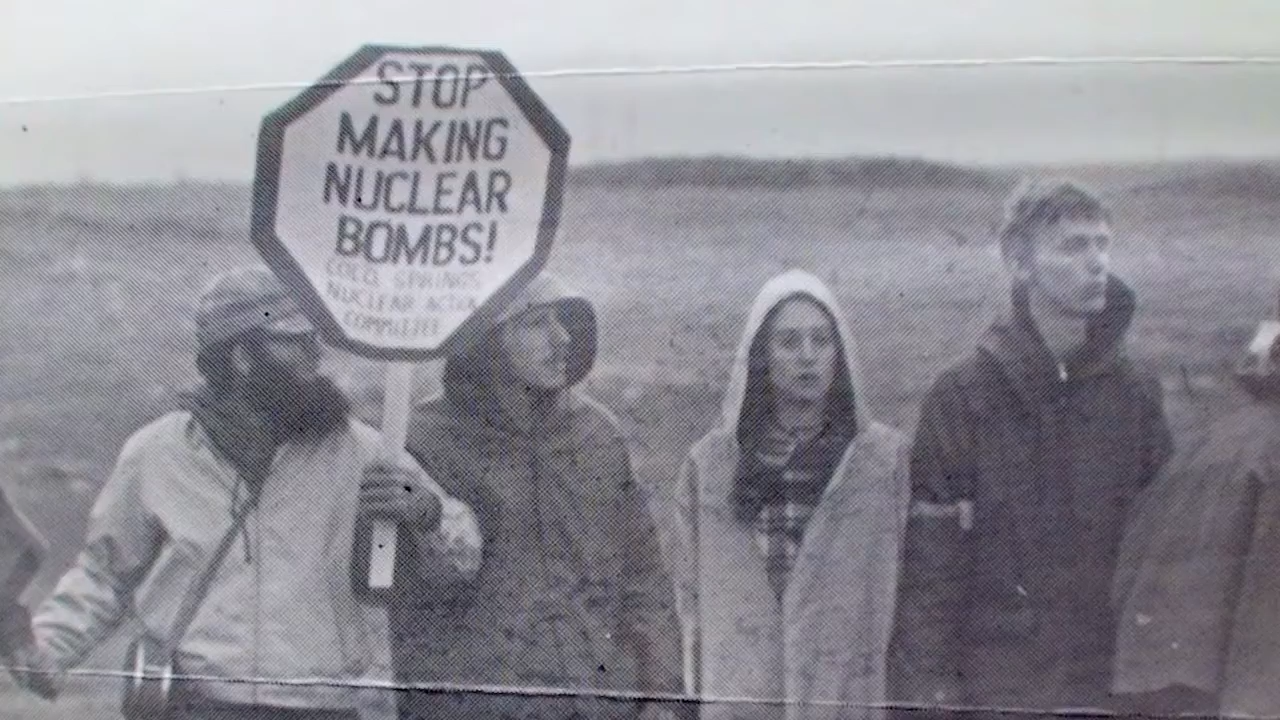 STOP
MAKING
NUCLEAR
BOMBS!
COLO. SPRINGS
NUCLEAR ACTION
COMMITTEE